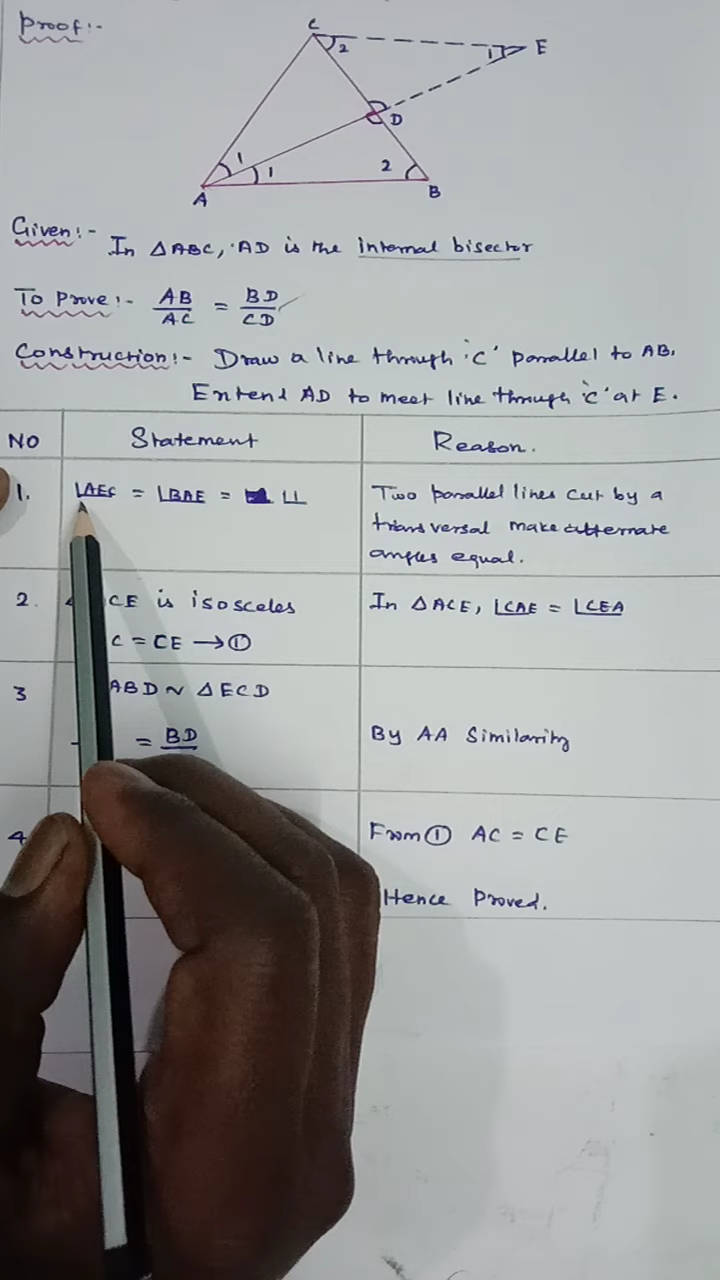 Proof:-
C
2
1
E
D
1
1
2
A
B
Given:- In △ABC, AD is the internal bisector
To Prove:- AB/AC = BD/CD
Construction:- Draw a line through 'C' parallel to AB.
Extend AD to meet line through 'C' at E.
NO Statement Reason.
1. ∠AEC = ∠BAE = ∠1 Two parallel lines cut by a
transversal make alternate
angles equal.
2. CE is isosceles In △ACE, ∠CAE = ∠CEA
C = CE → ①
3 ABD ~ △ECD
= BD By AA Similarity
4 From ① AC = CE
Hence Proved.